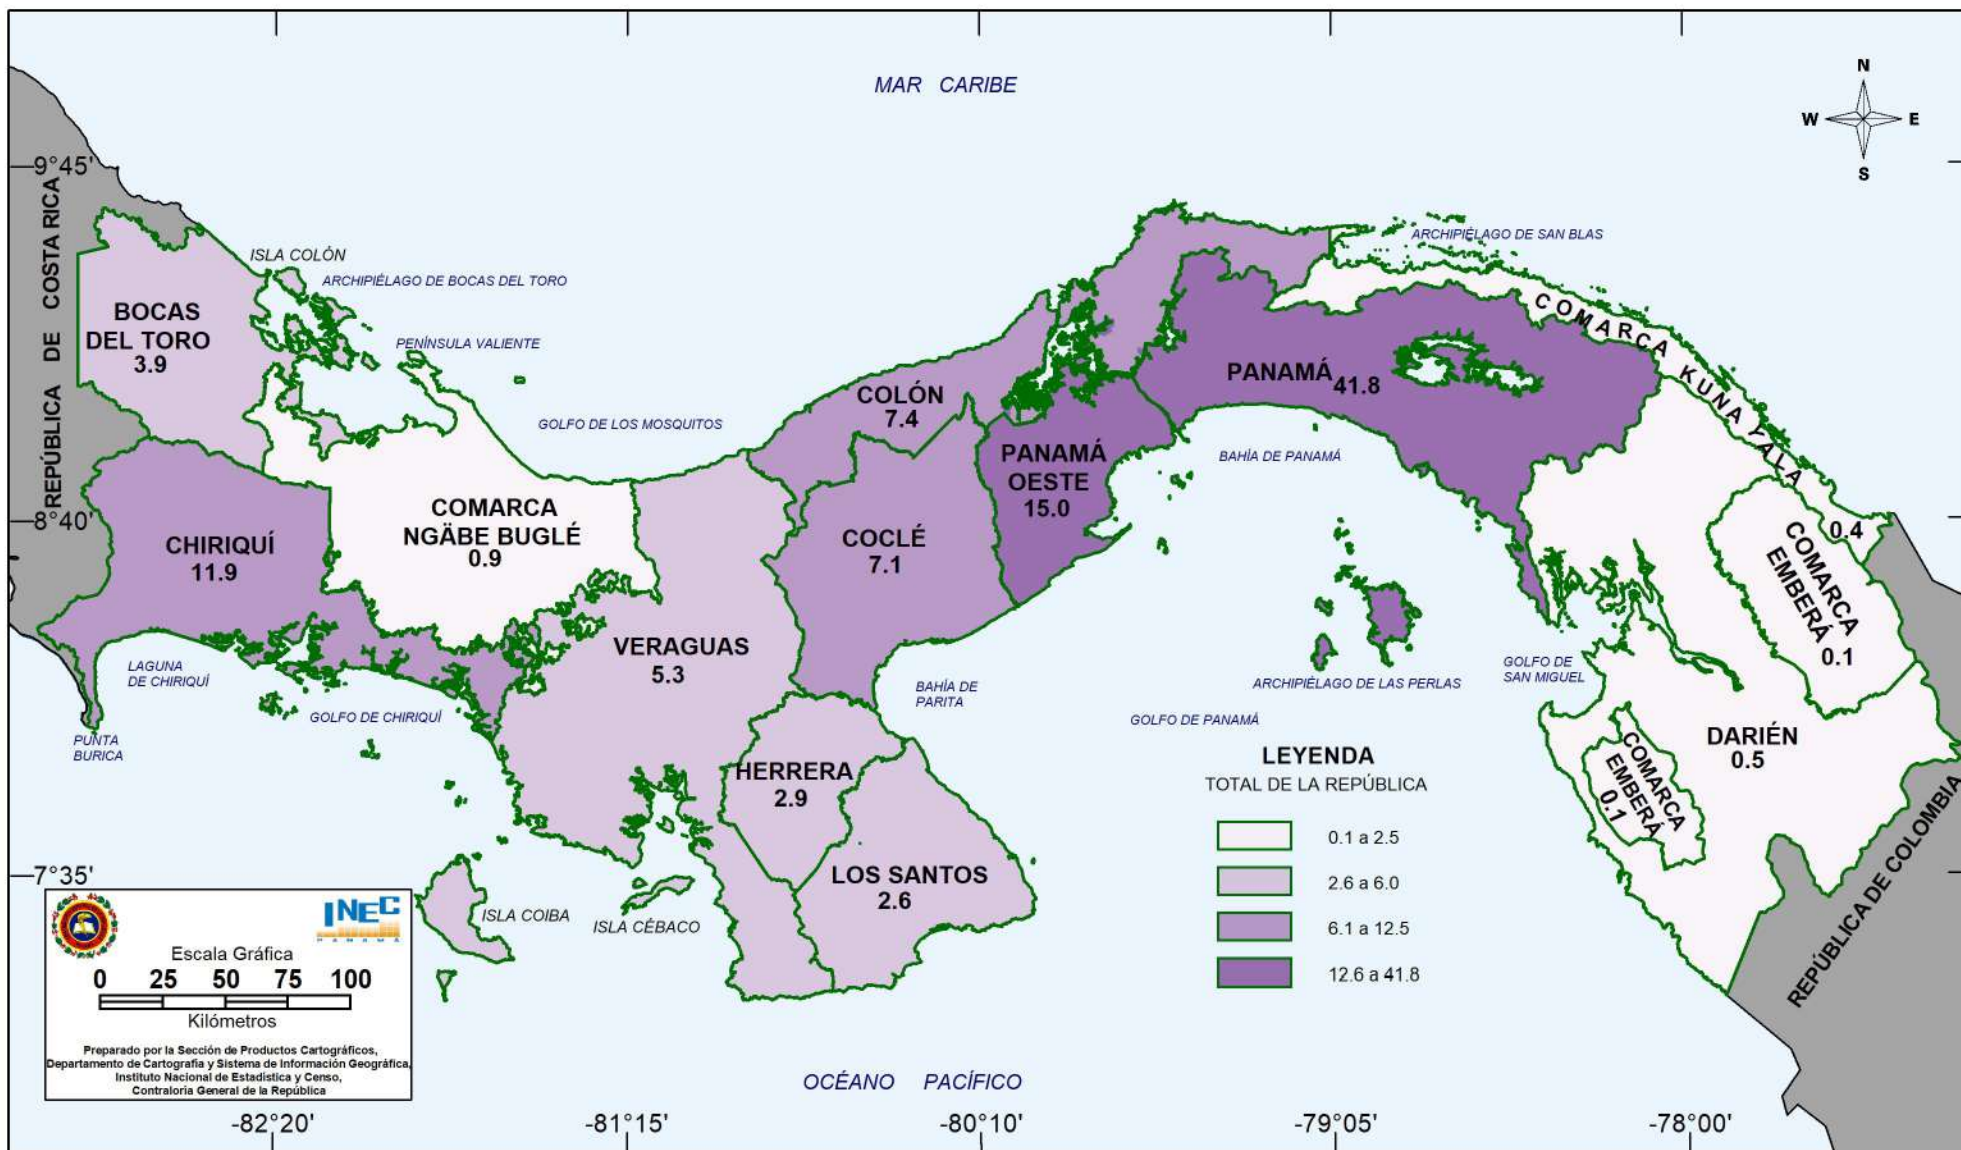 MAR CARIBE
N
W E
S
9°45'
8°40'
7°35'
REPÚBLICA DE COSTA RICA
ISLA COLÓN
ARCHIPIÉLAGO DE BOCAS DEL TORO
ARCHIPIÉLAGO DE SAN BLAS
BOCAS
DEL TORO
3.9
PENÍNSULA VALIENTE
GOLFO DE LOS MOSQUITOS
COLÓN
7.4
PANAMÁ 41.8
COMARCA KUNA YALA
0.4
PANAMÁ
OESTE
15.0
BAHÍA DE PANAMÁ
COMARCA
NGÄBE BUGLÉ
0.9
CHIRIQUÍ
11.9
COCLÉ
7.1
COMARCA
EMBERÁ
0.1
VERAGUAS
5.3
LAGUNA
DE CHIRIQUÍ
GOLFO DE CHIRIQUÍ
PUNTA
BURICA
BAHÍA DE
PARITA
GOLFO DE PANAMÁ
ARCHIPIÉLAGO DE LAS PERLAS
GOLFO DE
SAN MIGUEL
DARIÉN
0.5
COMARCA
EMBERÁ
0.1
HERRERA
2.9
LOS SANTOS
2.6
ISLA COIBA
ISLA CÉBACO
REPÚBLICA DE COLOMBIA
LEYENDA
TOTAL DE LA REPÚBLICA
0.1 a 2.5
2.6 a 6.0
6.1 a 12.5
12.6 a 41.8
INEC
PANAMÁ
Escala Gráfica
0 25 50 75 100
Kilómetros
Preparado por la Sección de Productos Cartográficos,
Departamento de Cartografía y Sistema de Información Geográfica,
Instituto Nacional de Estadística y Censo,
Contraloría General de la República
OCÉANO PACÍFICO
-82°20' -81°15' -80°10' -79°05' -78°00'